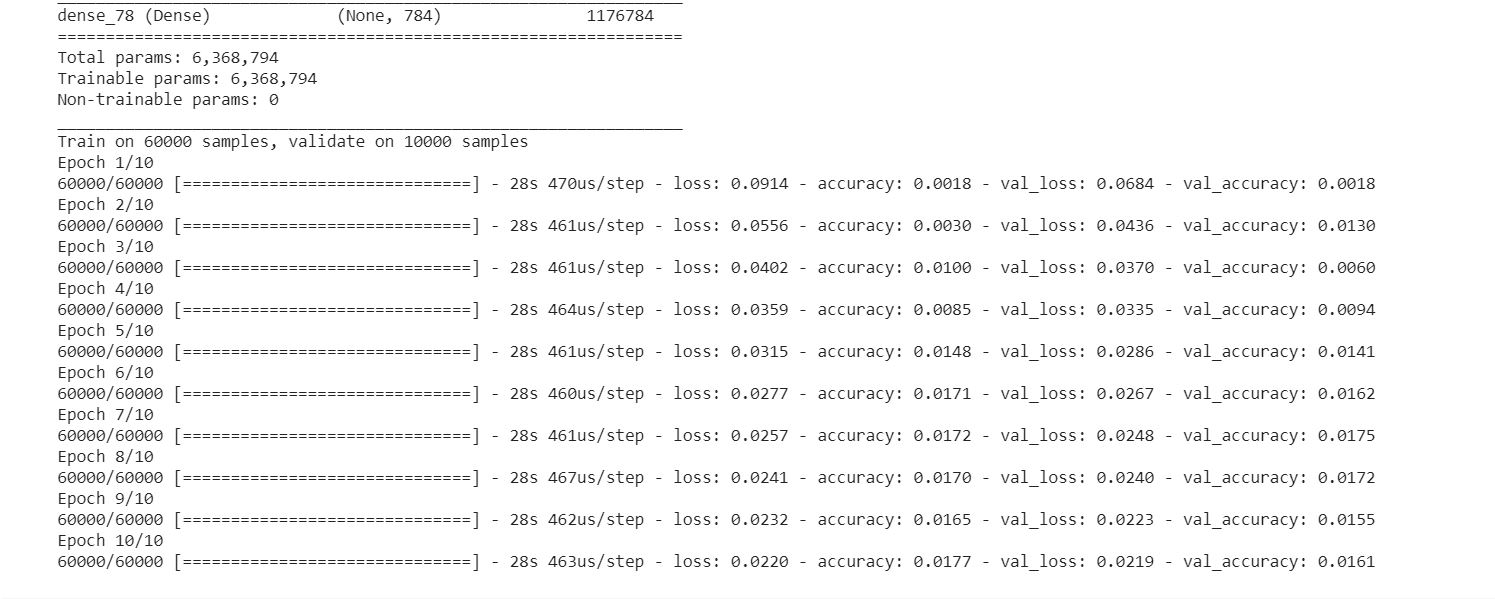 dense_78 (Dense) (None, 784) 1176784
=================================================================
Total params: 6,368,794
Trainable params: 6,368,794
Non-trainable params: 0
_________________________________________________________________
Train on 60000 samples, validate on 10000 samples
Epoch 1/10
60000/60000 [==============================] - 28s 470us/step - loss: 0.0914 - accuracy: 0.0018 - val_loss: 0.0684 - val_accuracy: 0.0018
Epoch 2/10
60000/60000 [==============================] - 28s 461us/step - loss: 0.0556 - accuracy: 0.0030 - val_loss: 0.0436 - val_accuracy: 0.0130
Epoch 3/10
60000/60000 [==============================] - 28s 461us/step - loss: 0.0402 - accuracy: 0.0100 - val_loss: 0.0370 - val_accuracy: 0.0060
Epoch 4/10
60000/60000 [==============================] - 28s 464us/step - loss: 0.0359 - accuracy: 0.0085 - val_loss: 0.0335 - val_accuracy: 0.0094
Epoch 5/10
60000/60000 [==============================] - 28s 461us/step - loss: 0.0315 - accuracy: 0.0148 - val_loss: 0.0286 - val_accuracy: 0.0141
Epoch 6/10
60000/60000 [==============================] - 28s 460us/step - loss: 0.0277 - accuracy: 0.0171 - val_loss: 0.0267 - val_accuracy: 0.0162
Epoch 7/10
60000/60000 [==============================] - 28s 461us/step - loss: 0.0257 - accuracy: 0.0172 - val_loss: 0.0248 - val_accuracy: 0.0175
Epoch 8/10
60000/60000 [==============================] - 28s 467us/step - loss: 0.0241 - accuracy: 0.0170 - val_loss: 0.0240 - val_accuracy: 0.0172
Epoch 9/10
60000/60000 [==============================] - 28s 462us/step - loss: 0.0232 - accuracy: 0.0165 - val_loss: 0.0223 - val_accuracy: 0.0155
Epoch 10/10
60000/60000 [==============================] - 28s 463us/step - loss: 0.0220 - accuracy: 0.0177 - val_loss: 0.0219 - val_accuracy: 0.0161